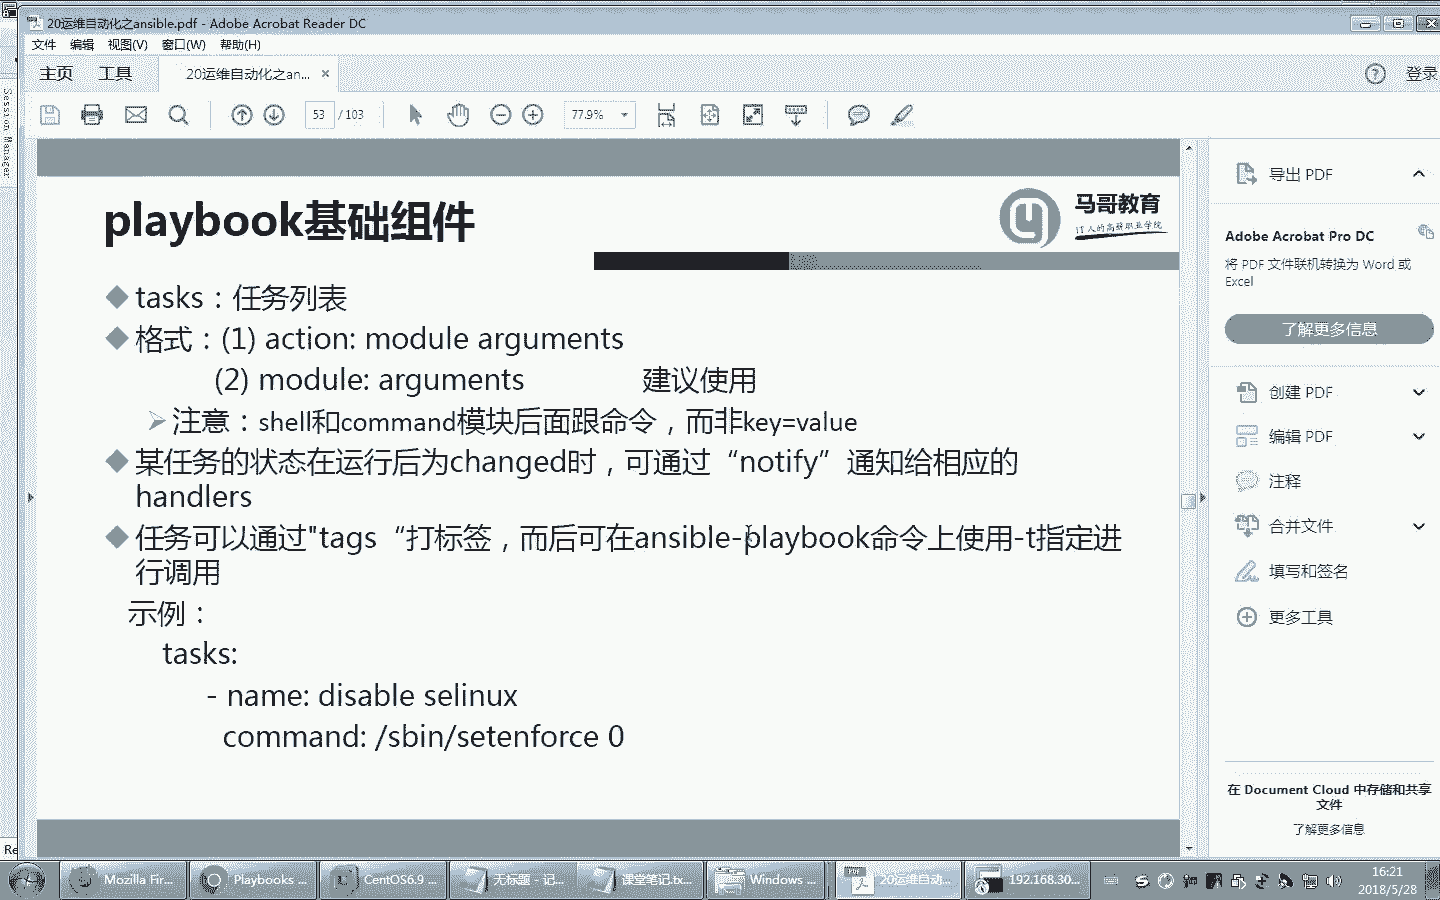 20运维自动化之ansible.pdf - Adobe Acrobat Reader DC
文件 编辑 视图(V) 窗口(W) 帮助(H)
主页 工具 20运维自动化之an... × ? 登录
53 / 103 77.9%
Session Manager
playbook基础组件
马哥教育
IT人的高薪职业学院
tasks：任务列表
格式：(1) action: module arguments
(2) module: arguments 建议使用
注意：shell和command模块后面跟命令，而非key=value
某任务的状态在运行后为changed时，可通过“notify”通知给相应的
handlers
任务可以通过"tags“打标签，而后可在ansible-playbook命令上使用-t指定进
行调用
示例：
tasks:
- name: disable selinux
command: /sbin/setenforce 0
导出 PDF
Adobe Acrobat Pro DC
将 PDF 文件联机转换为 Word 或
Excel
了解更多信息
创建 PDF
编辑 PDF
注释
合并文件
填写和签名
更多工具
在 Document Cloud 中存储和共享
文件
了解更多信息
Re
Mozilla Fir... Playbooks ... CentOS6.9 ... 无标题 - 记... 课堂笔记.tx... Windows ... 20运维自动... 192.168.30...
16:21
2018/5/28